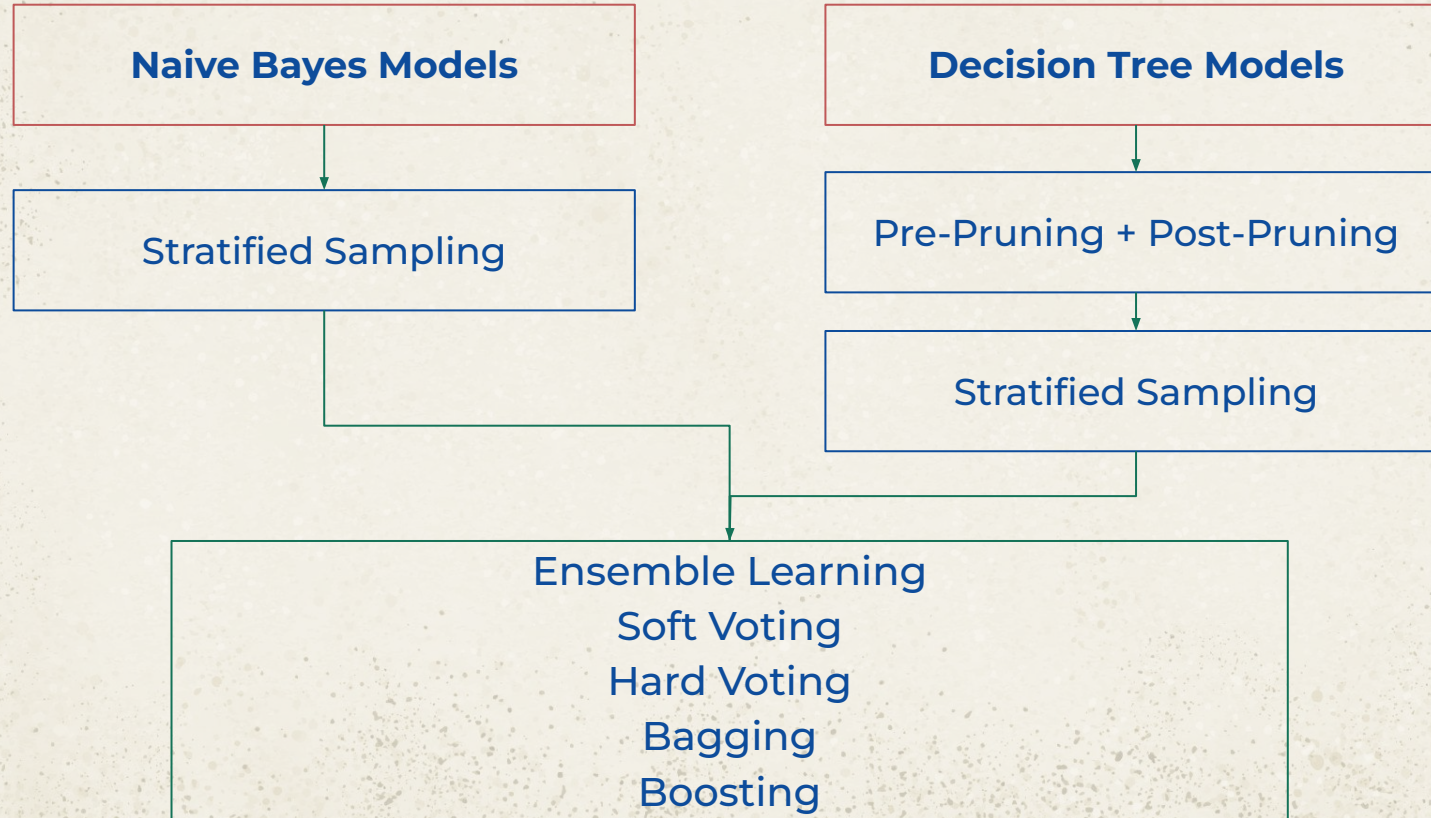 Naive Bayes Models
Decision Tree Models
Stratified Sampling
Pre-Pruning + Post-Pruning
Stratified Sampling
Ensemble Learning
Soft Voting
Hard Voting
Bagging
Boosting